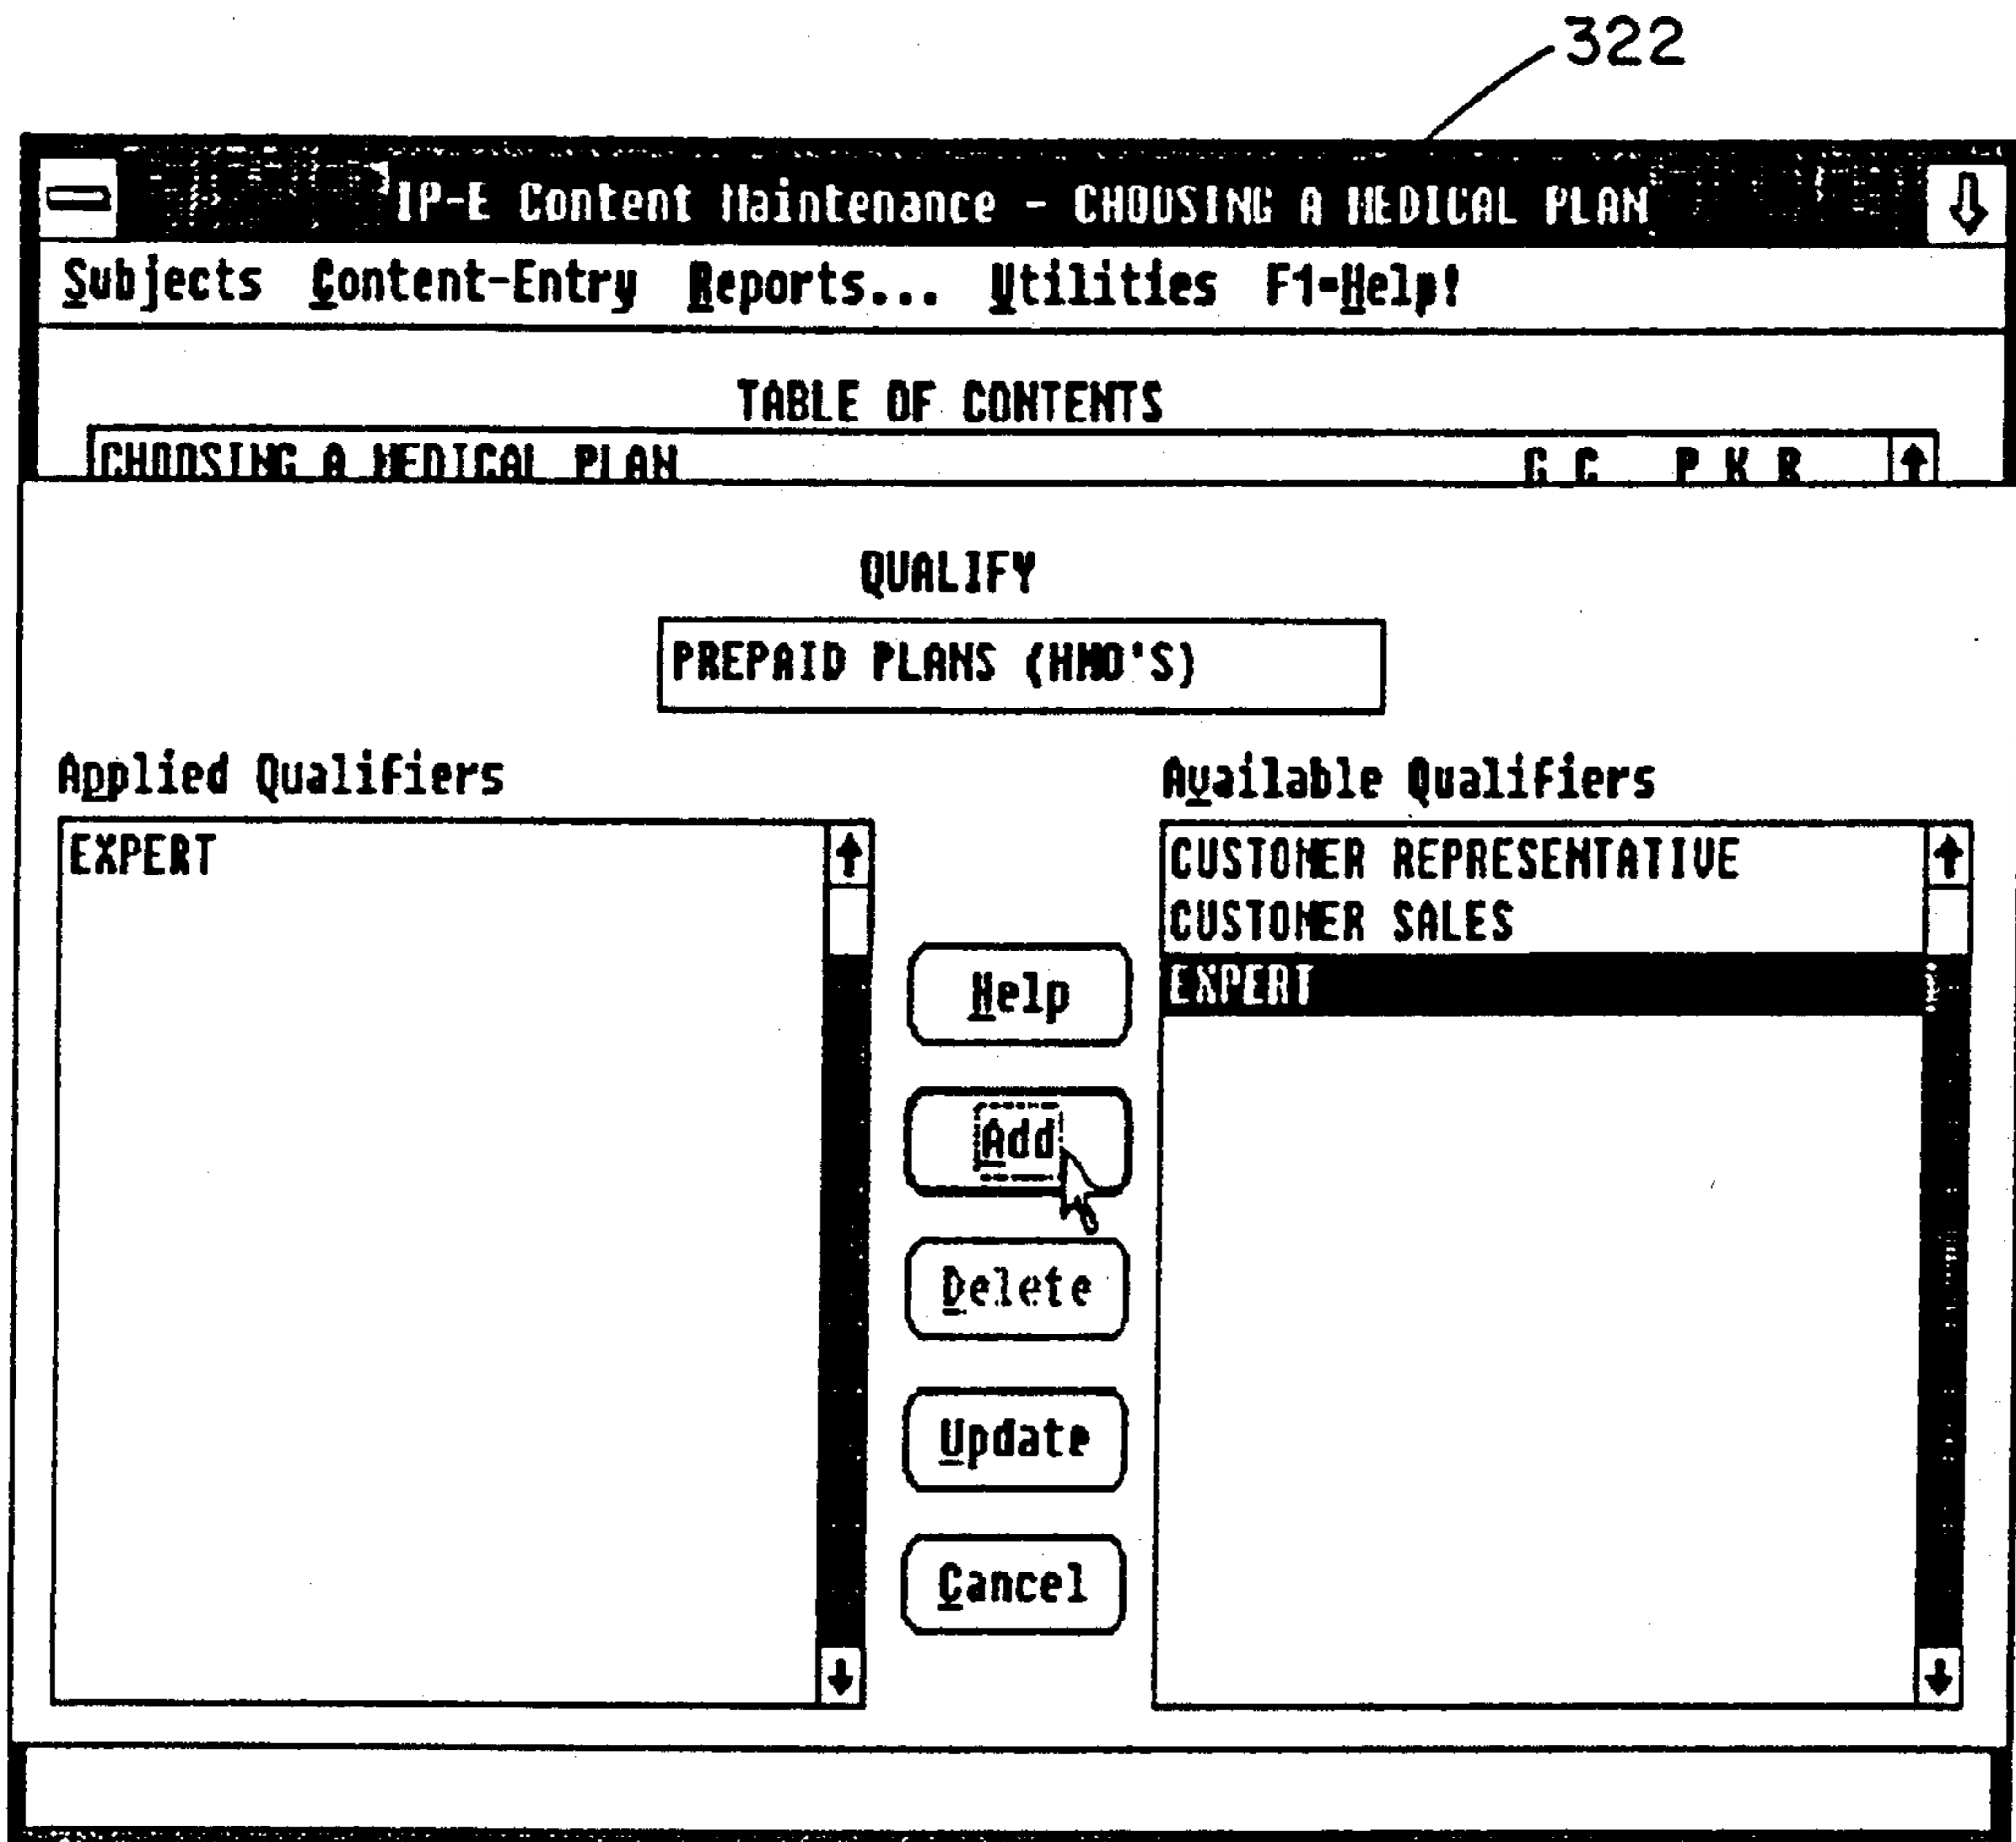 322
IP-E Content Maintenance - CHOOSING A MEDICAL PLAN
Subjects Content-Entry Reports... Utilities F1=Help!
TABLE OF CONTENTS
CHOOSING A MEDICAL PLAN
QUALIFY
PREPAID PLANS (HMO'S)
Applied Qualifiers
Available Qualifiers
EXPERT
CUSTOMER REPRESENTATIVE
CUSTOMER SALES
EXPERT
Help
Add
Delete
Update
Cancel